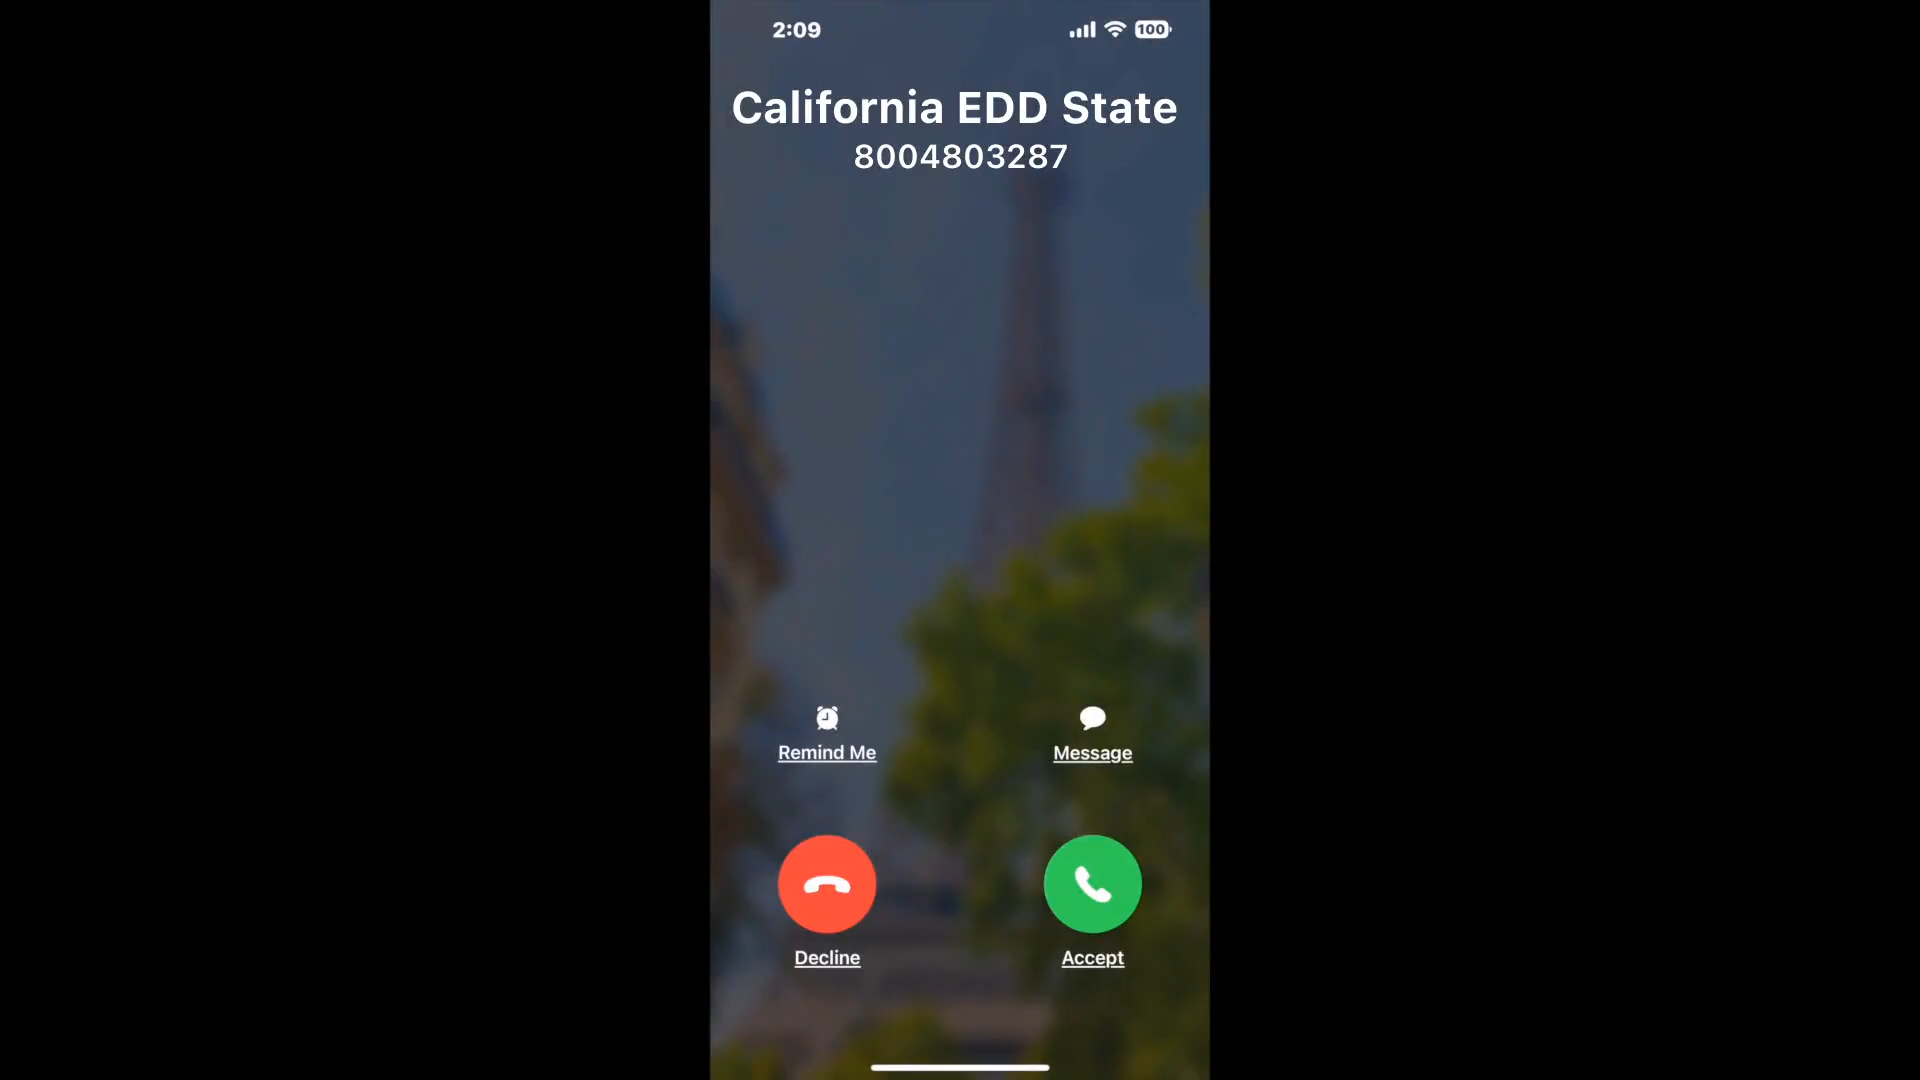 2:09
100
California EDD State
8004803287
Remind Me
Message
Decline
Accept